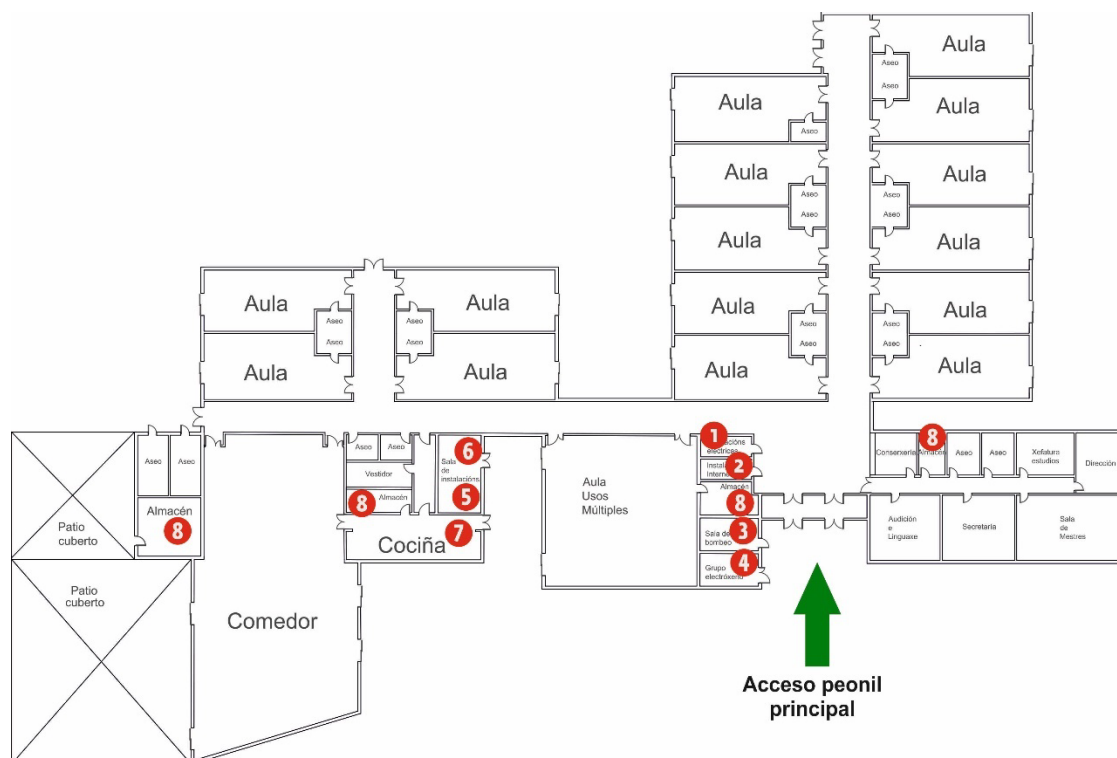 Aula
Aseo
Aseo
Aula
Aula
Aseo
Aula
Aula
Aseo
Aseo
Aseo
Aseo
Aula
Aula
Aula
Aula
Aseo
Aseo
Aseo
Aseo
Aula
Aula
Aula
Aula
Aseo
Aseo
Aseo
Aseo
Aula
Aula
Aseo
Aseo
Almacén
8
Patio
cuberto
Patio
cuberto
Comedor
Aseo
Aseo
Vestidor
Almacén
8
6
Sala
de
instalacións
5
7
Cociña
Aula
Usos
Múltiples
1
eléctricas
2
Almacén
8
3
Sala de
bombeo
4
Grupo
electróxeno
Conserxería
8
Almacén
Aseo
Aseo
Xefatura
estudios
Dirección
Audición
e
Linguaxe
Secretaría
Sala
de
Mestres
Acceso peonil
principal